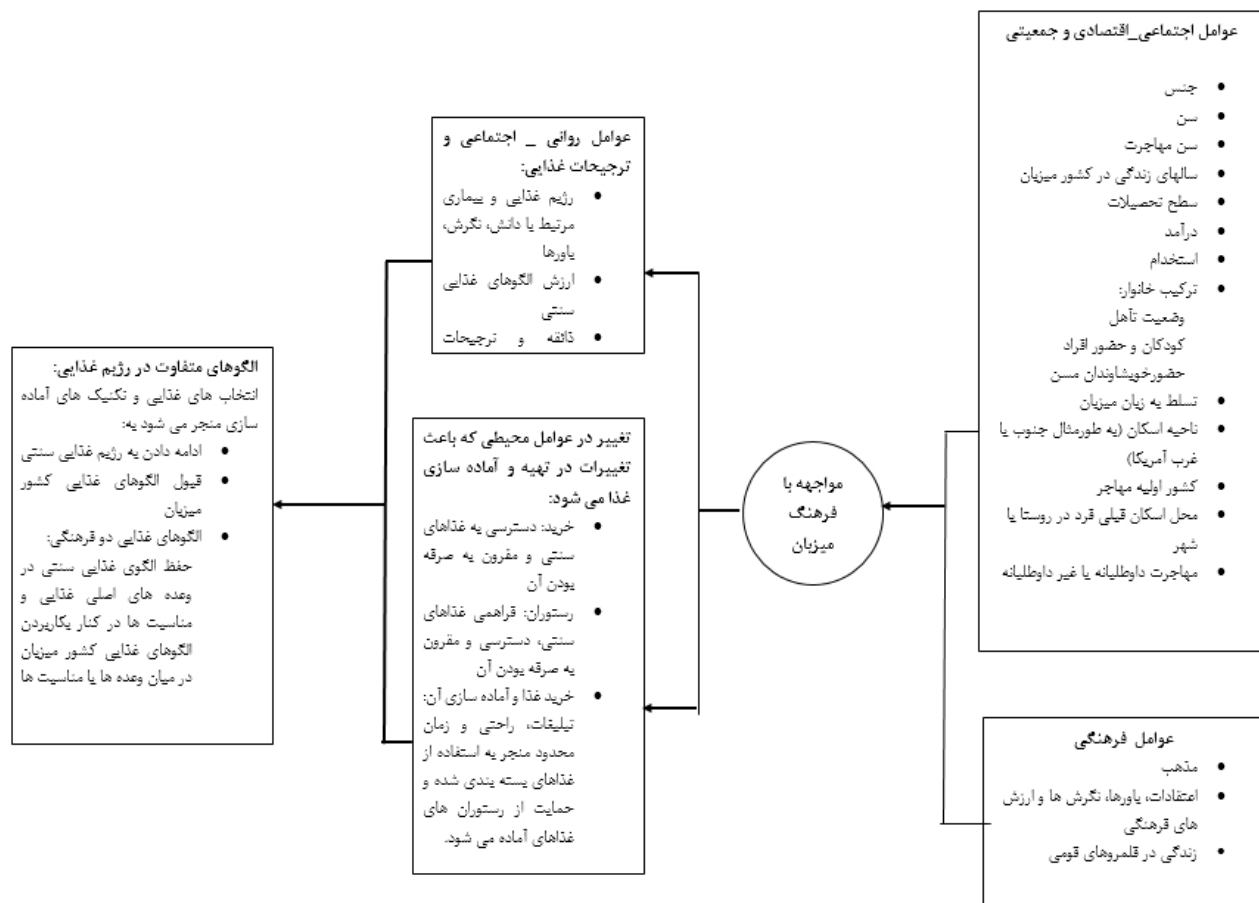 عوامل اجتماعی_اقتصادی و جمعیتی
• جنس
• سن
• سن مهاجرت
• سالهای زندگی در کشور میزبان
• سطح تحصیلات
• درآمد
• استخدام
• ترکیب خانوار:
وضعیت تأهل
کودکان و حضور افراد
حضورخویشاوندان مسن
• تسلط به زبان میزبان
• ناحیه اسکان (به طورمثال جنوب یا
غرب آمریکا)
• کشور اولیه مهاجر
• محل اسکان قبلی فرد در روستا یا
شهر
• مهاجرت داوطلبانه یا غیر داوطلبانه
عوامل فرهنگی
• مذهب
• اعتقادات، باورها، نگرش ها و ارزش
های فرهنگی
• زندگی در قلمروهای قومی
مواجهه با
فرهنگ
میزبان
عوامل روانی _ اجتماعی و
ترجیحات غذایی:
• رژیم غذایی و بیماری
مرتبط با دانش، نگرش،
باورها
• ارزش الگوهای غذایی
سنتی
• ذائقه و ترجیحات
تغییر در عوامل محیطی که باعث
تغییرات در تهیه و آماده سازی
غذا می شود:
• خرید: دسترسی به غذاهای
سنتی و مقرون به صرفه
بودن آن
• رستوران: فراهمی غذاهای
سنتی، دسترسی و مقرون
به صرفه بودن آن
• خرید غذا و آماده سازی آن:
تبلیغات، راحتی و زمان
محدود منجر به استفاده از
غذاهای بسته بندی شده و
حمایت از رستوران های
غذاهای آماده می شود.
الگوهای متفاوت در رژیم غذایی:
انتخاب های غذایی و تکنیک های آماده
سازی منجر می شود به:
• ادامه دادن به رژیم غذایی سنتی
• قبول الگوهای غذایی کشور
میزبان
• الگوهای غذایی دو فرهنگی:
حفظ الگوی غذایی سنتی در
وعده های اصلی غذایی و
مناسبت ها در کنار بکاربردن
الگوهای غذایی کشور میزبان
در میان وعده ها یا مناسبت ها